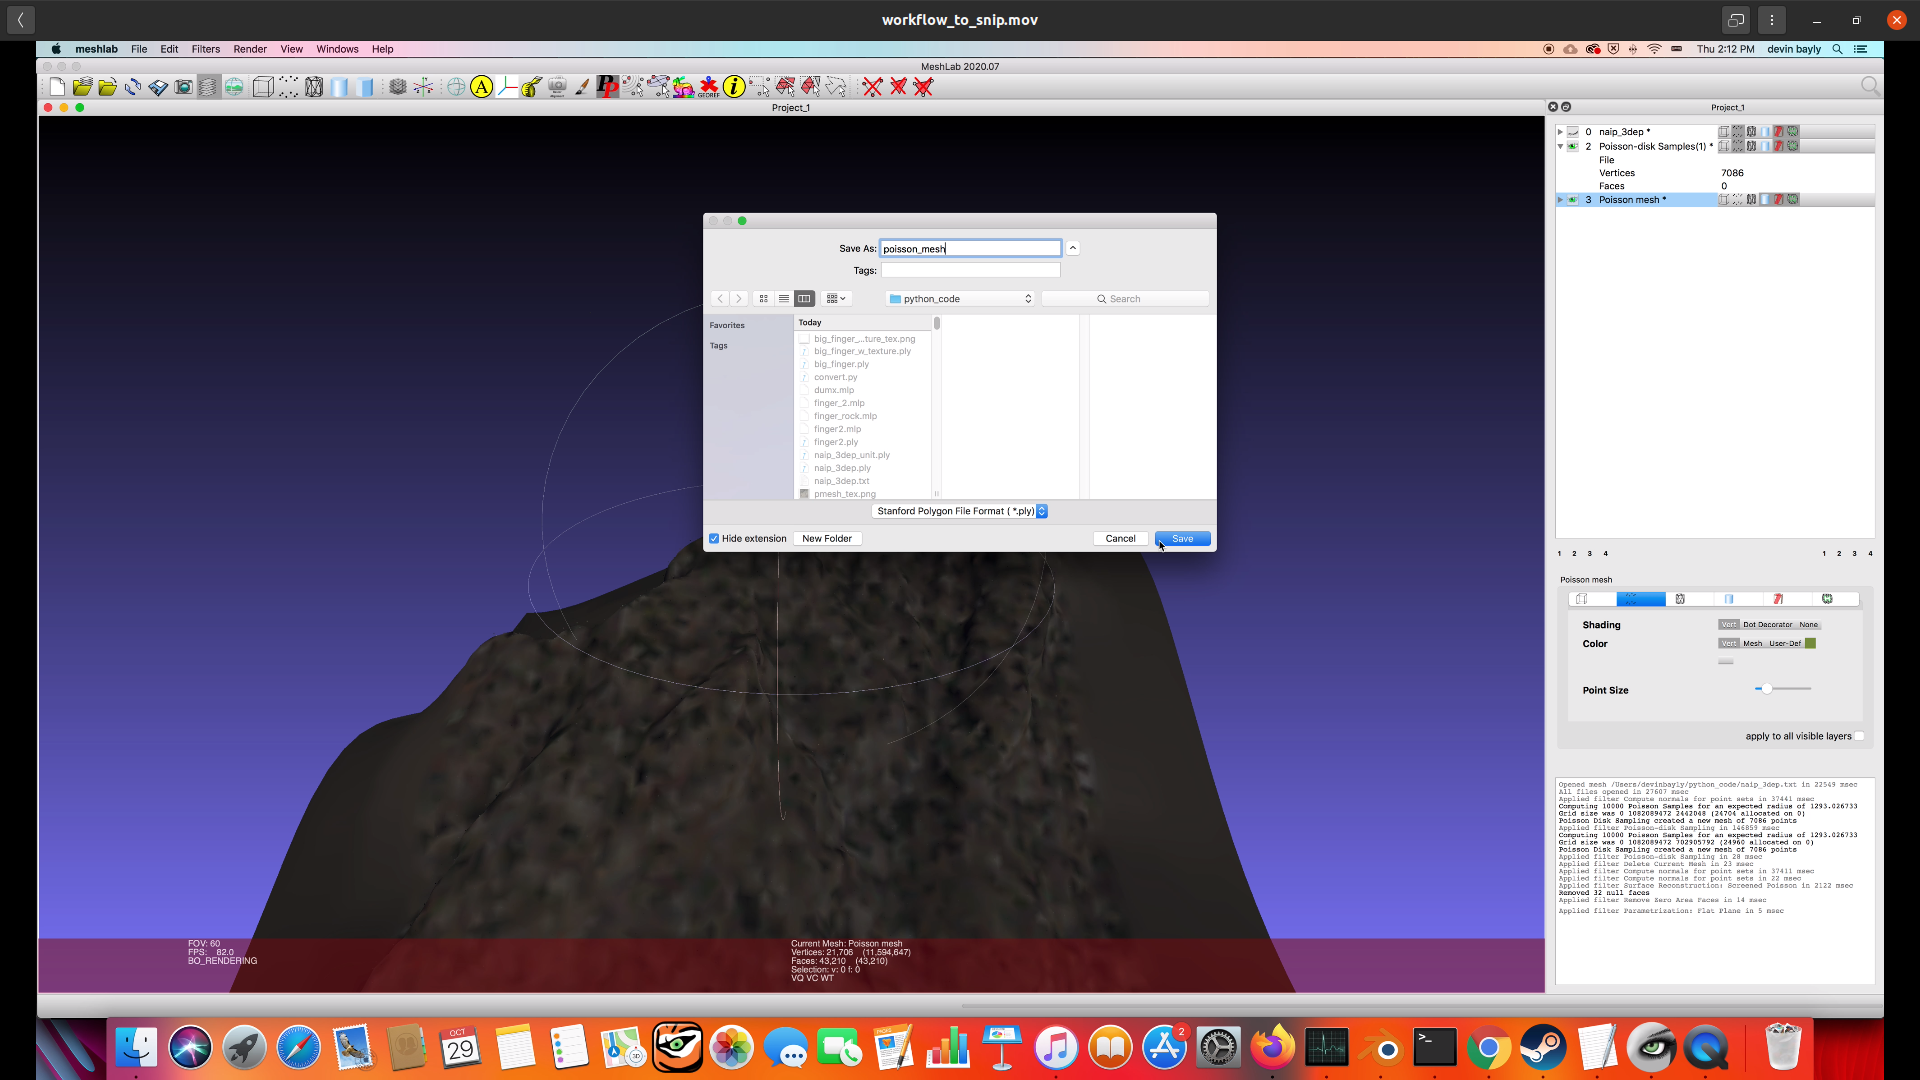 workflow_to_snip.mov
meshlab File Edit Filters Render View Windows Help
Thu 2:12 PM devin bayly
MeshLab 2020.07
Project_1
Project_1
0 naip_3dep *
2 Poisson-disk Samples(1) *
File
Vertices 7086
Faces 0
3 Poisson mesh *
Save As: poisson_mesh
Tags:
python_code
Search
Favorites
Tags
Today
big_finger_...ture_tex.png
big_finger_w_texture.ply
big_finger.ply
convert.py
dumx.mlp
finger_2.mlp
finger_rock.mlp
finger2.mlp
finger2.ply
naip_3dep_unit.ply
naip_3dep.ply
naip_3dep.txt
pmesh_tex.png
Stanford Polygon File Format ( *.ply)
Hide extension New Folder Cancel Save
1 2 3 4 1 2 3 4
Poisson mesh
Shading Vert Dot Decorator None
Color Vert Mesh User-Def
Point Size
apply to all visible layers
Opened mesh /Users/devinbayly/python_code/naip_3dep.txt in 22549 msec
All files opened in 27607 msec
Applied filter Compute normals for point sets in 37441 msec
Computing 10000 Poisson Samples for an expected radius of 1293.026733
Grid size was 0 1082089472 2442048 (24704 allocated on 0)
Poisson Disk Sampling created a new mesh of 7086 points
Applied filter Poisson-disk Sampling in 146859 msec
Computing 10000 Poisson Samples for an expected radius of 1293.026733
Grid size was 0 1082089472 702905792 (24960 allocated on 0)
Poisson Disk Sampling created a new mesh of 7086 points
Applied filter Poisson-disk Sampling in 28 msec
Applied filter Delete Current Mesh in 23 msec
Applied filter Compute normals for point sets in 37411 msec
Applied filter Compute normals for point sets in 22 msec
Applied filter Surface Reconstruction: Screened Poisson in 2122 msec
Removed 32 null faces
Applied filter Remove Zero Area Faces in 14 msec
Applied filter Parametrization: Flat Plane in 5 msec
FOV: 60
FPS: 82.0
BO_RENDERING
Current Mesh: Poisson mesh
Vertices: 21,706 (11,594,647)
Faces: 43,210 (43,210)
Selection: v: 0 f: 0
VQ VC WT
OCT
29
2